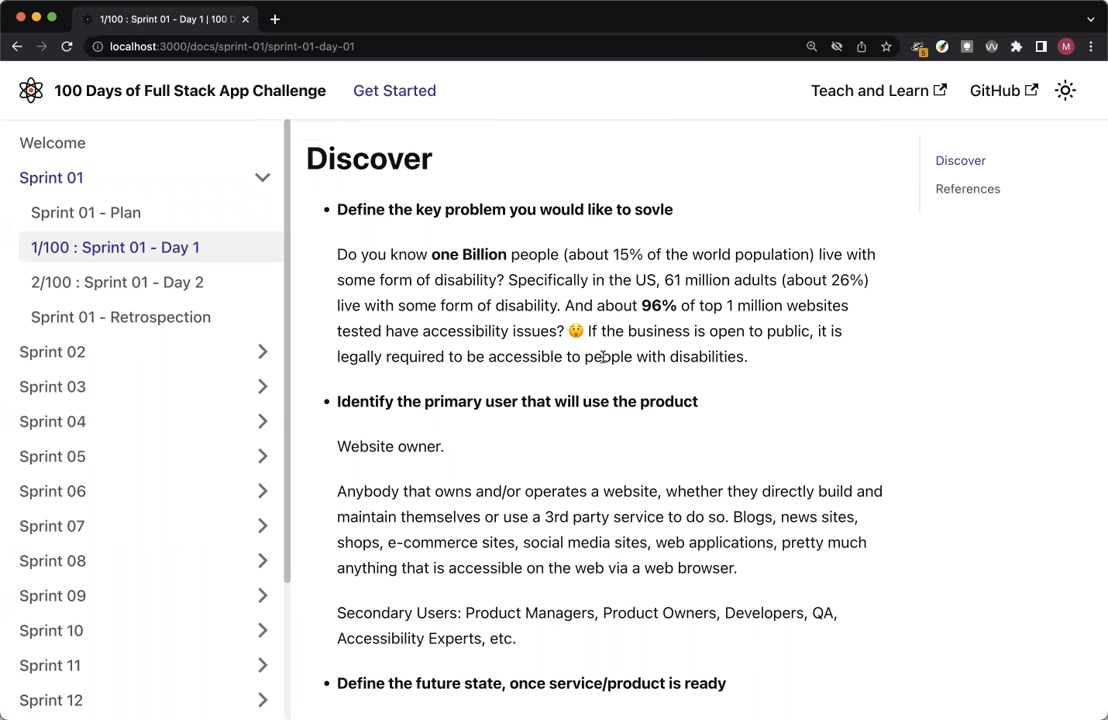 1/100 : Sprint 01 - Day 1 | 100 D
localhost:3000/docs/sprint-01/sprint-01-day-01
6
M
100 Days of Full Stack App Challenge
Get Started
Teach and Learn
GitHub
Welcome
Sprint 01
Sprint 01 - Plan
1/100 : Sprint 01 - Day 1
2/100 : Sprint 01 - Day 2
Sprint 01 - Retrospection
Sprint 02
Sprint 03
Sprint 04
Sprint 05
Sprint 06
Sprint 07
Sprint 08
Sprint 09
Sprint 10
Sprint 11
Sprint 12
Discover
• Define the key problem you would like to sovle
Do you know one Billion people (about 15% of the world population) live with
some form of disability? Specifically in the US, 61 million adults (about 26%)
live with some form of disability. And about 96% of top 1 million websites
tested have accessibility issues? 😲 If the business is open to public, it is
legally required to be accessible to people with disabilities.
• Identify the primary user that will use the product
Website owner.
Anybody that owns and/or operates a website, whether they directly build and
maintain themselves or use a 3rd party service to do so. Blogs, news sites,
shops, e-commerce sites, social media sites, web applications, pretty much
anything that is accessible on the web via a web browser.
Secondary Users: Product Managers, Product Owners, Developers, QA,
Accessibility Experts, etc.
• Define the future state, once service/product is ready
Discover
References